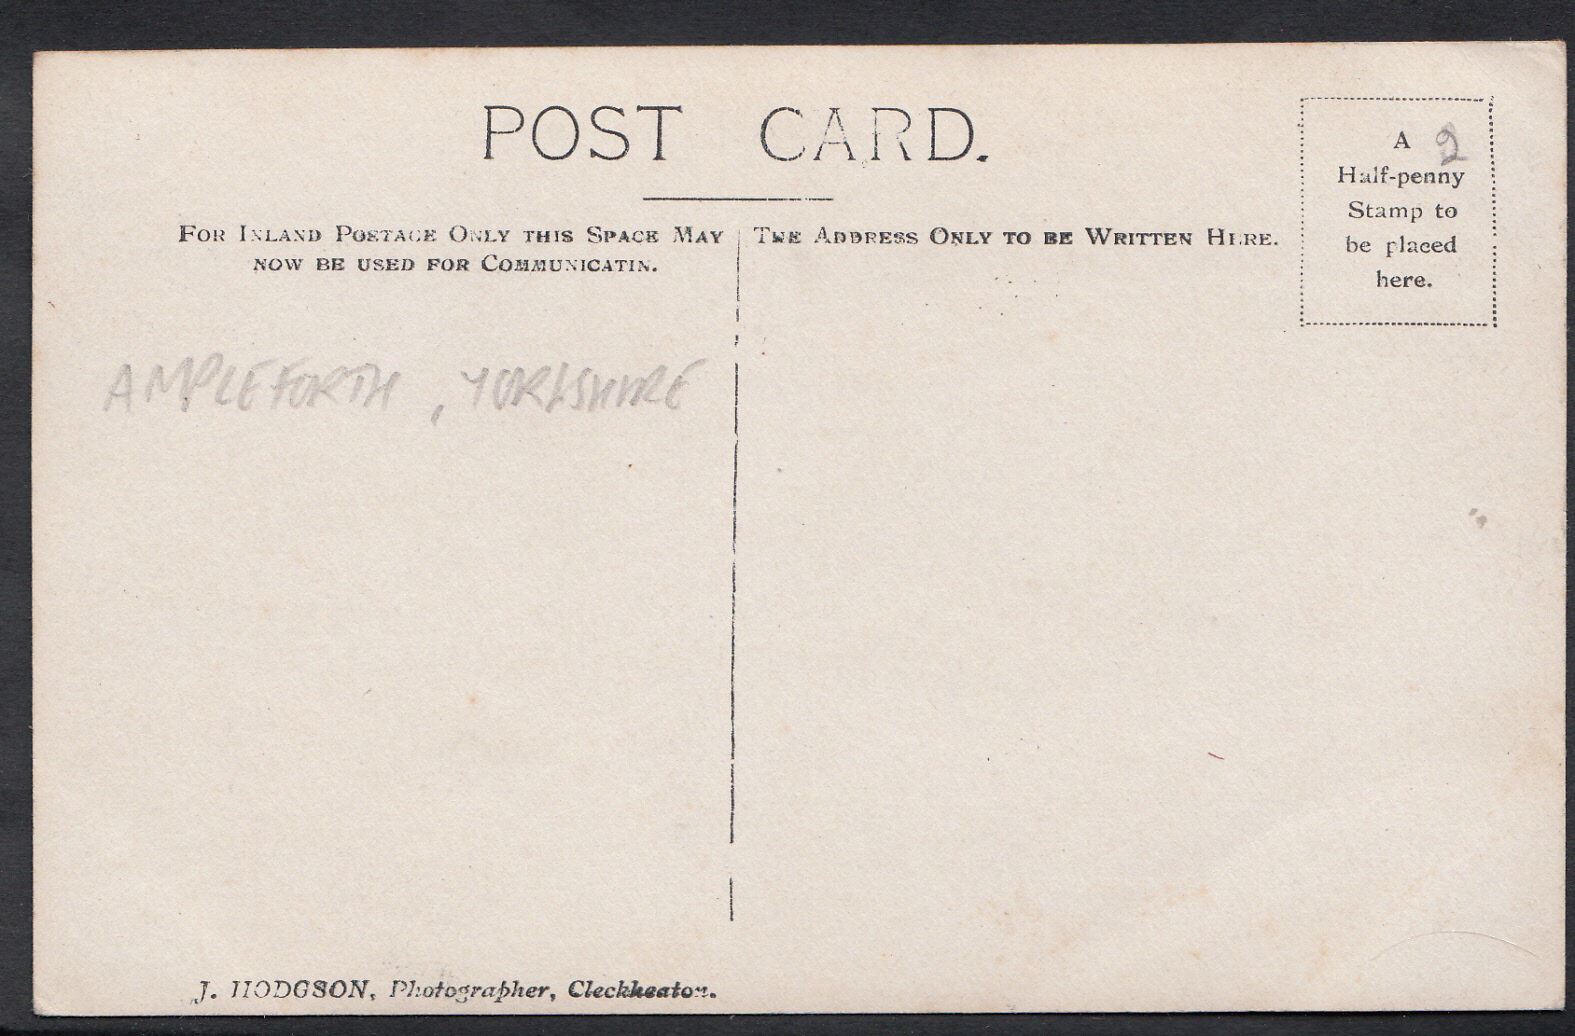 POST CARD.
FOR INLAND POSTAGE ONLY THIS SPACE MAY
NOW BE USED FOR COMMUNICATIN.
THE ADDRESS ONLY TO BE WRITTEN HERE.
A 2
Half-penny
Stamp to
be placed
here.
AMPLEFORTH, YORKSHIRE
J. HODGSON, Photographer, Cleckheaton.